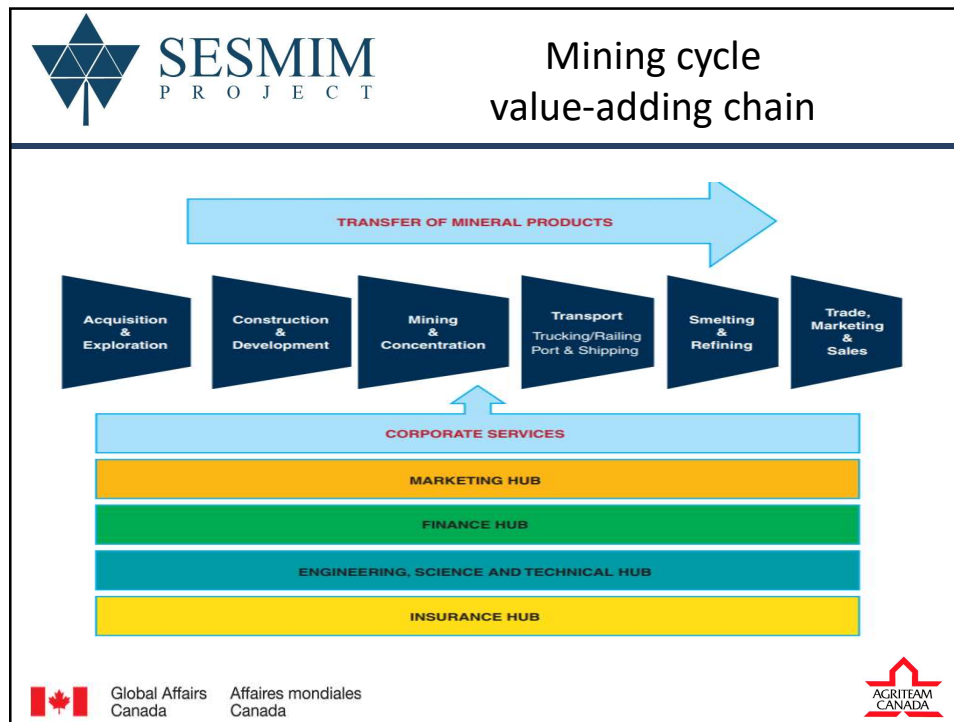 SESMIM
PROJECT
Mining cycle
value-adding chain
TRANSFER OF MINERAL PRODUCTS
Acquisition
&
Exploration
Construction
&
Development
Mining
&
Concentration
Transport
Trucking/Railing
Port & Shipping
Smelting
&
Refining
Trade,
Marketing
&
Sales
CORPORATE SERVICES
MARKETING HUB
FINANCE HUB
ENGINEERING, SCIENCE AND TECHNICAL HUB
INSURANCE HUB
Global Affairs
Canada
Affaires mondiales
Canada
AGRITEAM
CANADA